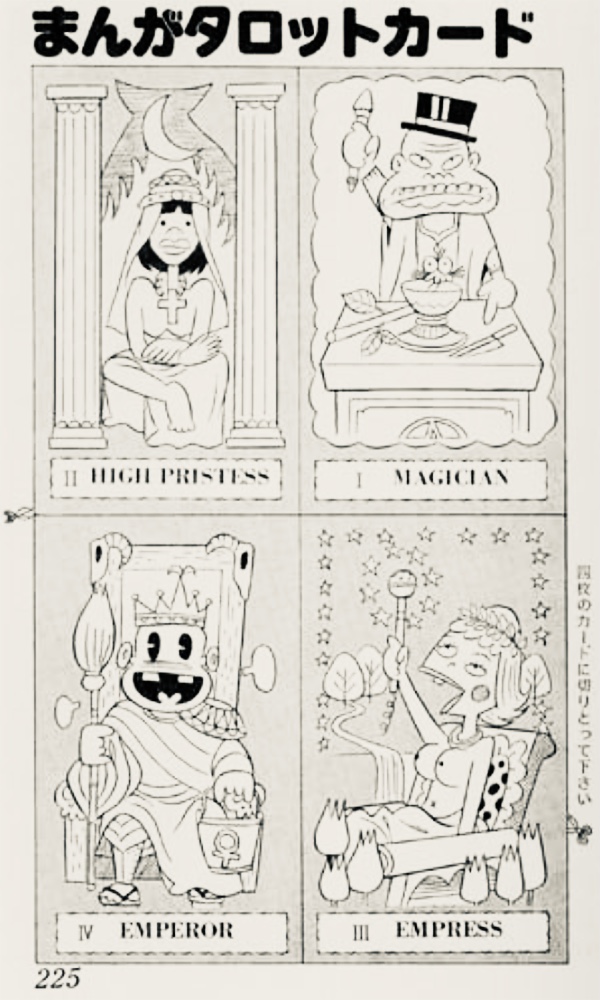 まんがタロットカード
II HIGH PRISTESS
I MAGICIAN
IV EMPEROR
III EMPRESS
四枚のカードに切りとって下さい
225